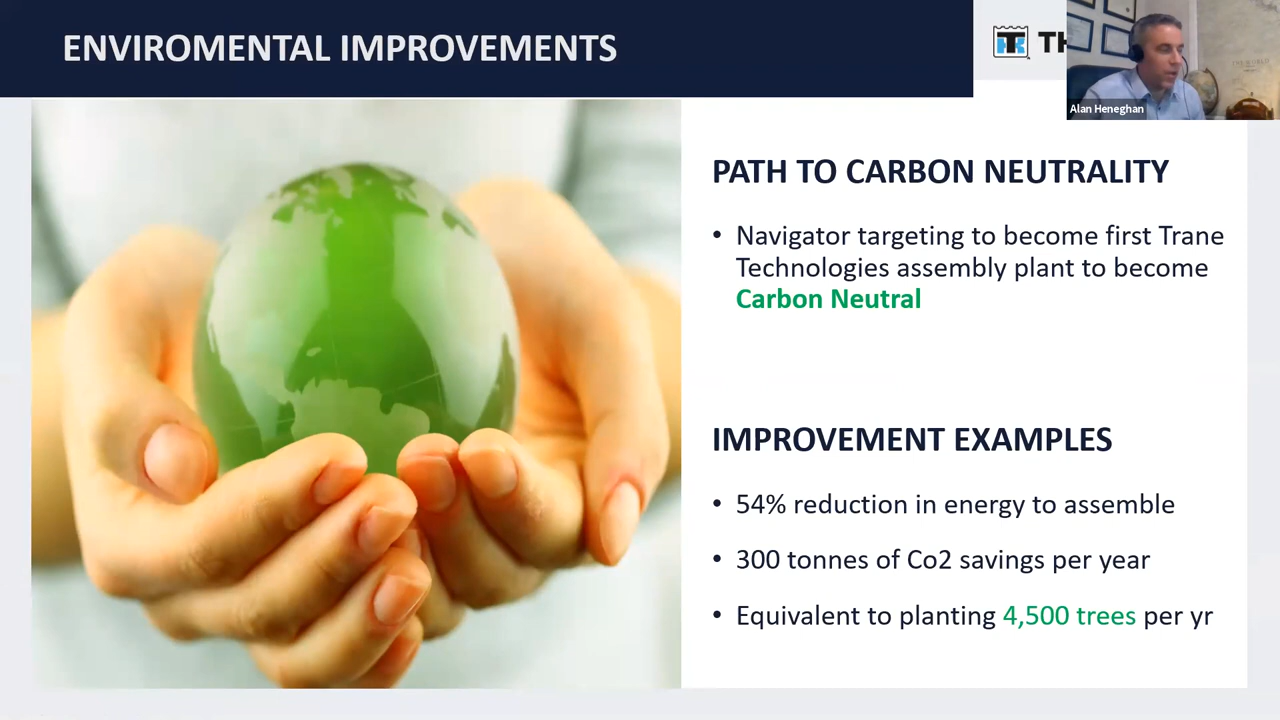 ENVIROMENTAL IMPROVEMENTS
TH
Alan Heneghan
PATH TO CARBON NEUTRALITY
• Navigator targeting to become first Trane
Technologies assembly plant to become
Carbon Neutral
IMPROVEMENT EXAMPLES
• 54% reduction in energy to assemble
• 300 tonnes of Co2 savings per year
• Equivalent to planting 4,500 trees per yr